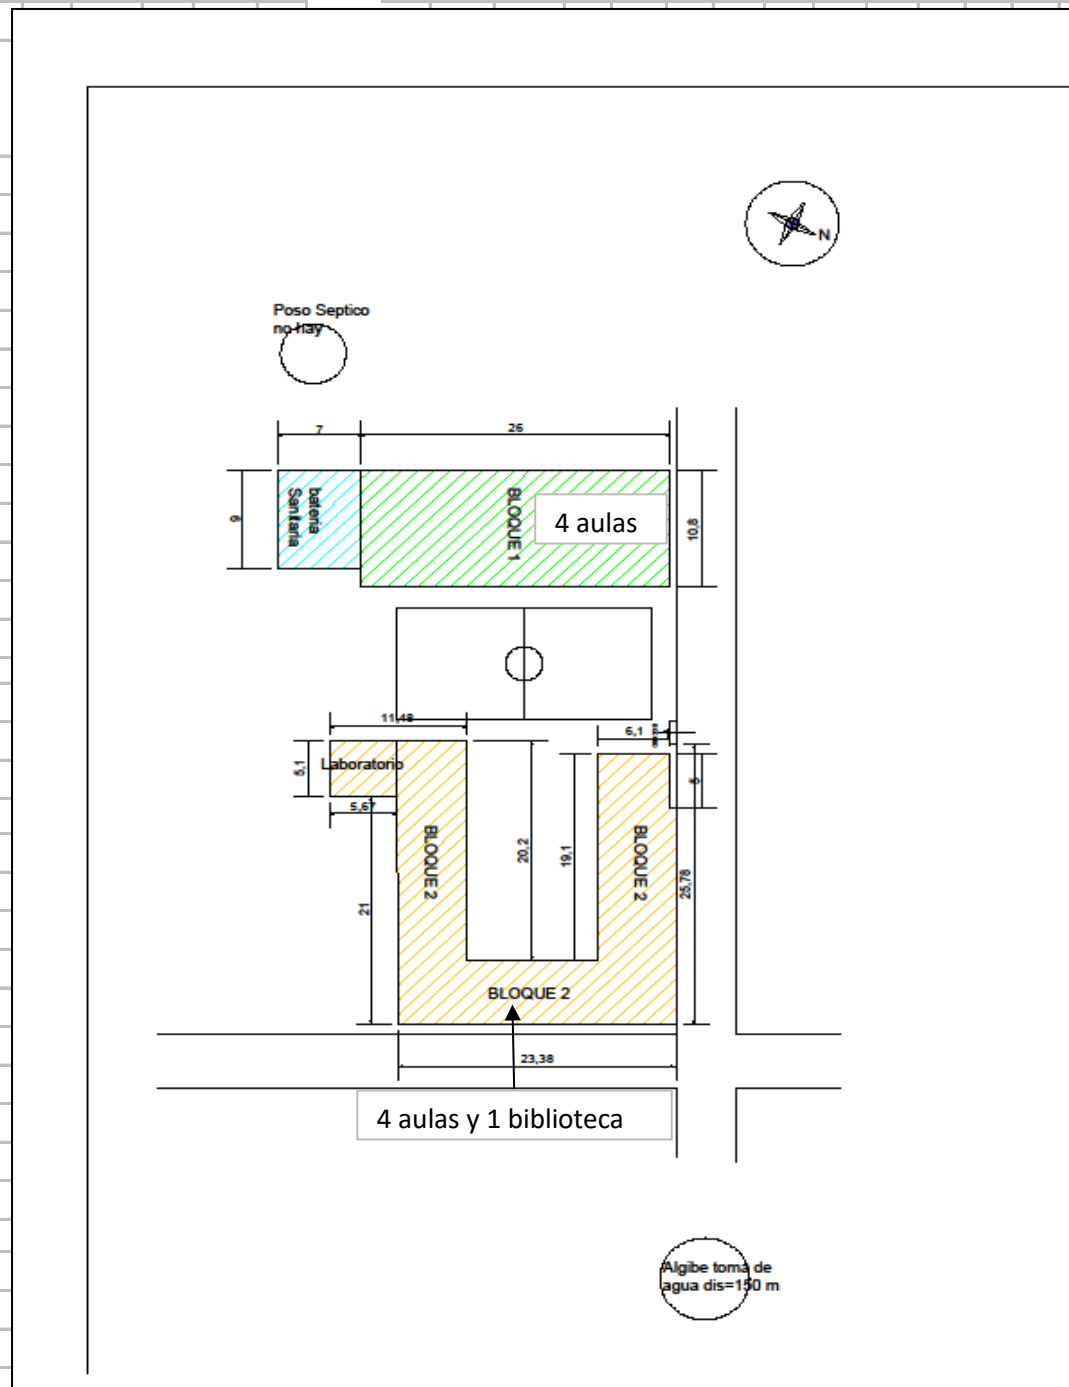 N
Poso Septico
no hay
7
26
9
bateria
Sanitaria
BLOQUE 1
4 aulas
10,8
11,48
6,1
5,1
Laboratorio
5,67
5
BLOQUE 2
20,2
19,1
BLOQUE 2
25,78
21
BLOQUE 2
23,38
4 aulas y 1 biblioteca
Algibe toma de
agua dis=150 m